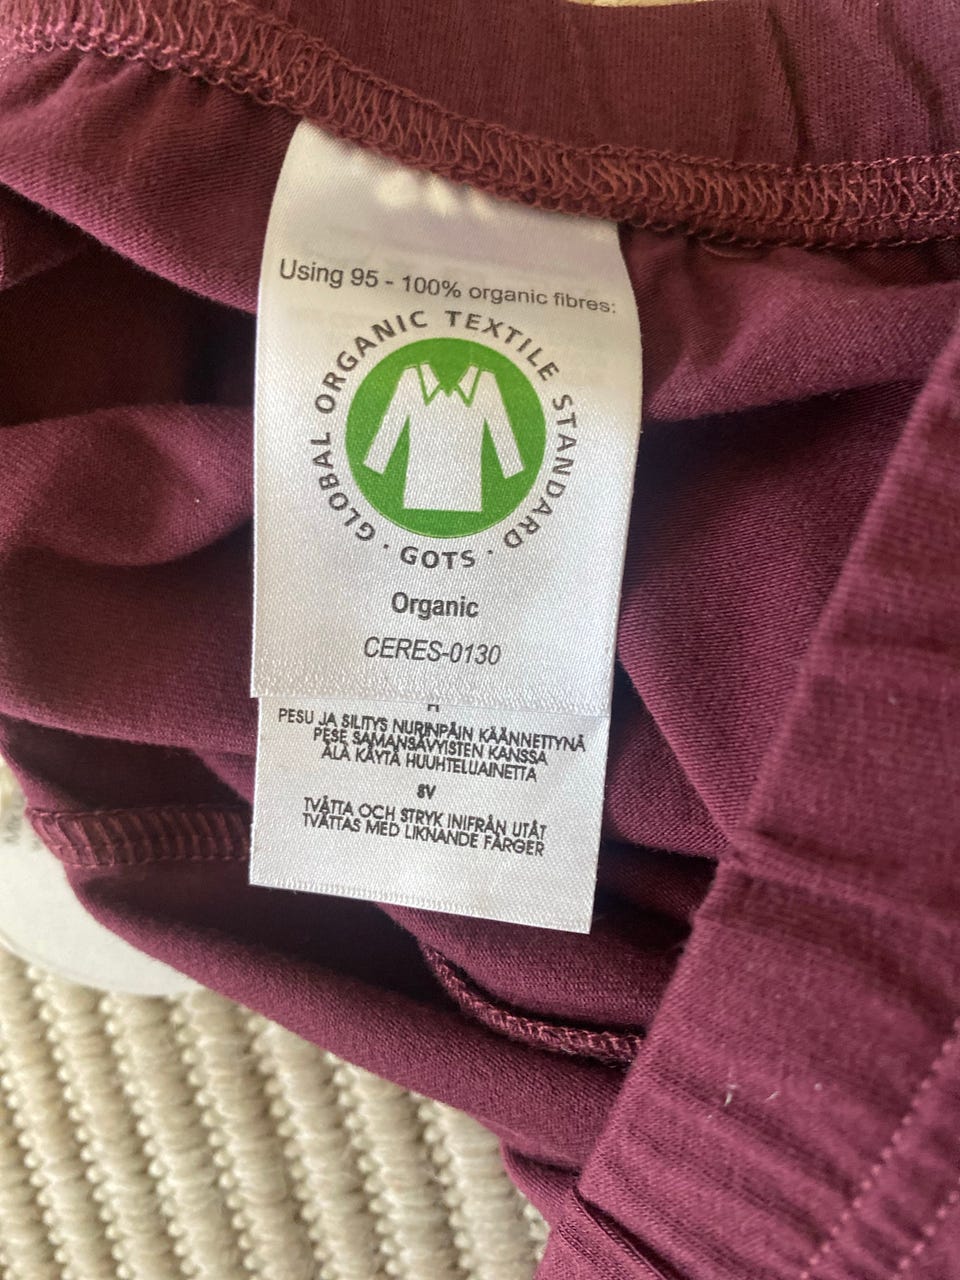 Using 95 - 100% organic fibres:
GLOBAL ORGANIC TEXTILE STANDARD · GOTS ·
Organic
CERES-0130
FI
PESU JA SILITYS NURINPÄIN KÄÄNNETTYNÄ
PESE SAMANSÄVYISTEN KANSSA
ÄLÄ KÄYTÄ HUUHTELUAINETTA
SV
TVÄTTA OCH STRYK INIFRÅN UTÅT
TVÄTTAS MED LIKNANDE FÄRGER